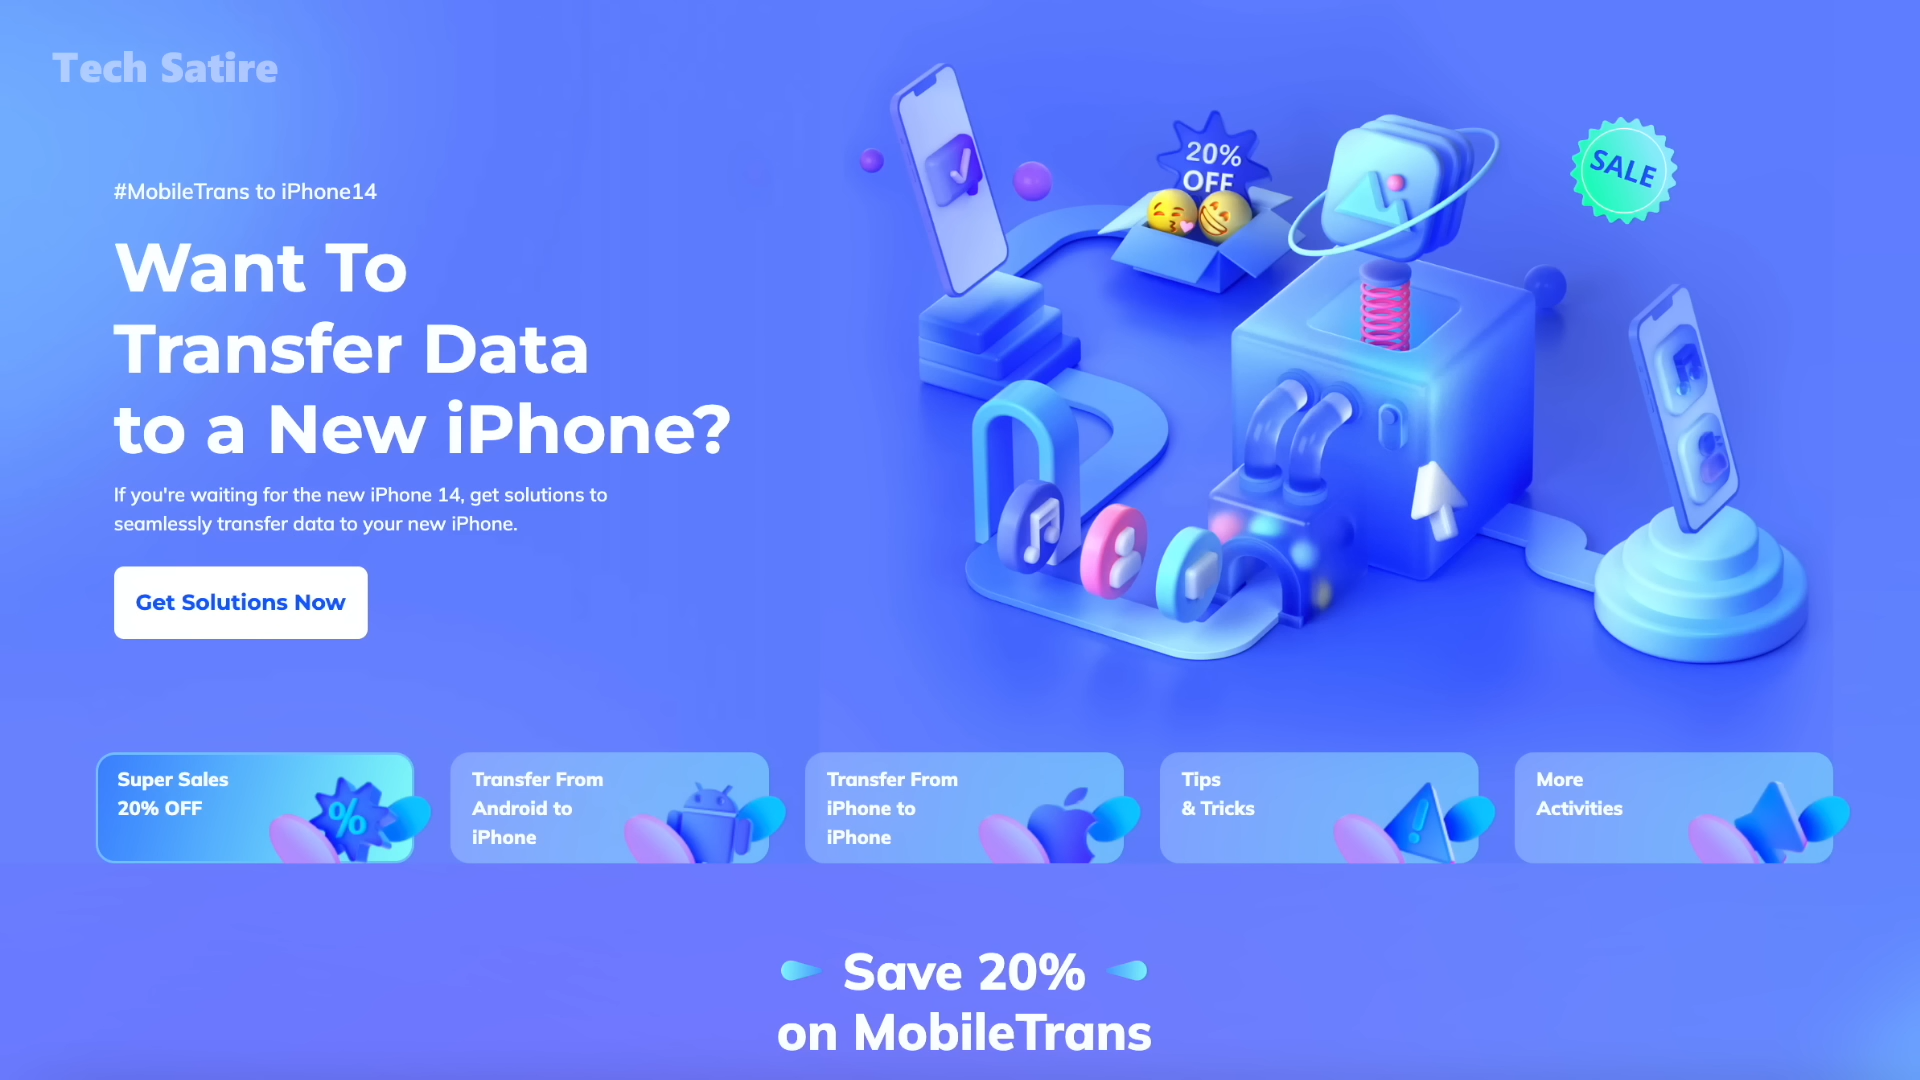 Tech Satire
#MobileTrans to iPhone14
Want To
Transfer Data
to a New iPhone?
If you're waiting for the new iPhone 14, get solutions to
seamlessly transfer data to your new iPhone.
Get Solutions Now
20%
OFF
SALE
Super Sales
20% OFF
%
Transfer From
Android to
iPhone
Transfer From
iPhone to
iPhone
Tips
& Tricks
More
Activities
Save 20%
on MobileTrans